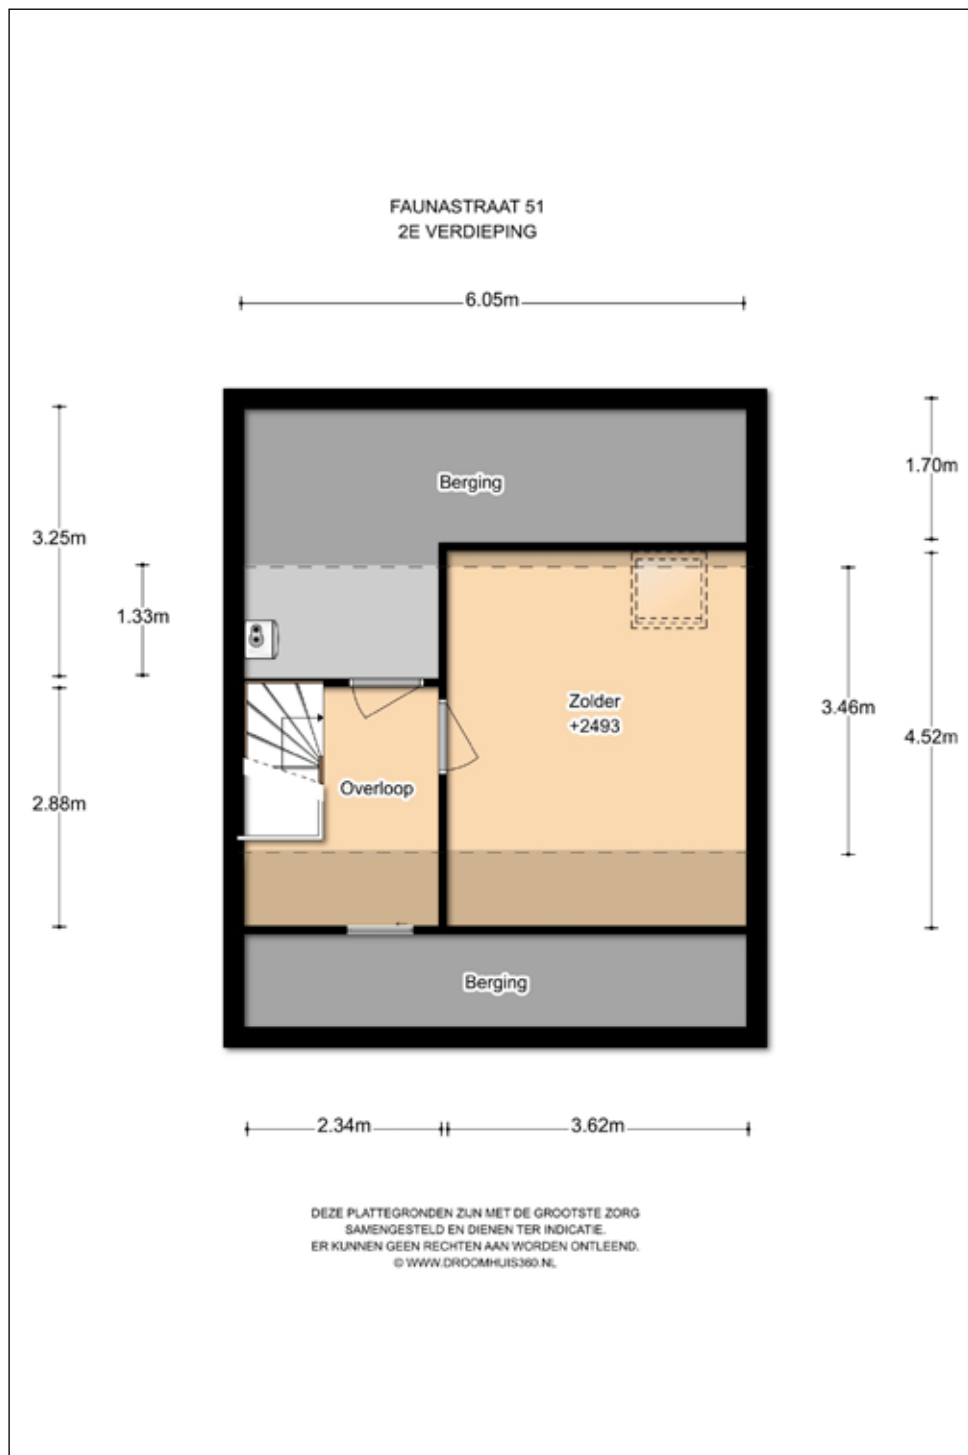 FAUNASTRAAT 51
2E VERDIEPING
6.05m
Berging
1.70m
3.25m
1.33m
Zolder
+2493
3.46m
4.52m
Overloop
2.88m
Berging
2.34m
3.62m
DEZE PLATTEGRONDEN ZIJN MET DE GROOTSTE ZORG
SAMENGESTELD EN DIENEN TER INDICATIE.
ER KUNNEN GEEN RECHTEN AAN WORDEN ONTLEEND.
© WWW.DROOMHUIS360.NL